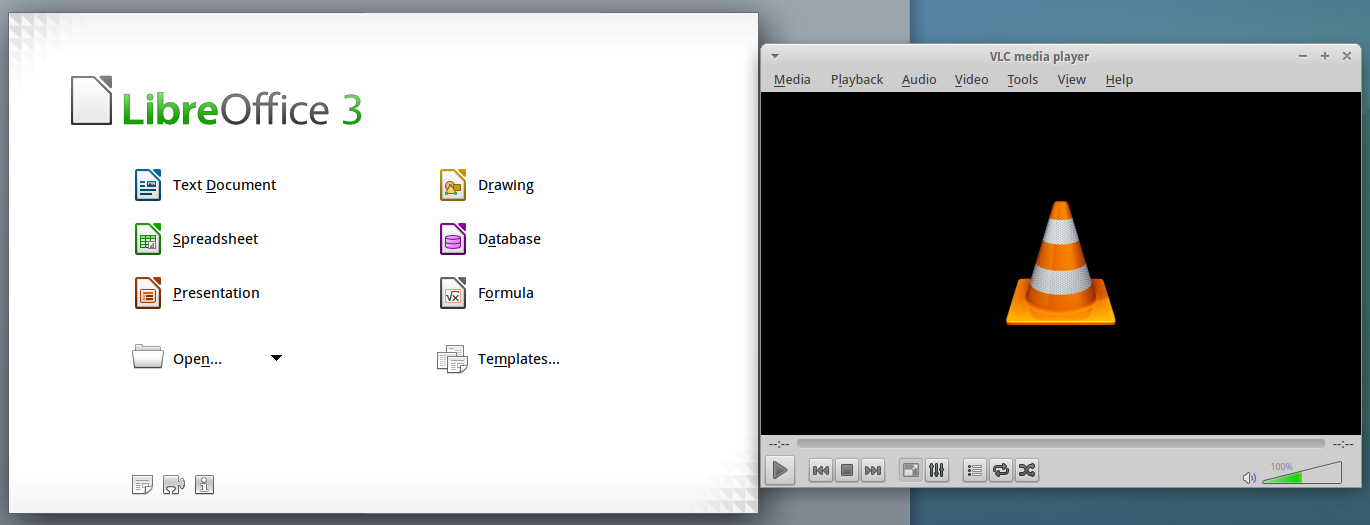 LibreOffice 3
Text Document
Drawing
Spreadsheet
Database
Presentation
Formula
Open...
Templates...
VLC media player
Media Playback Audio Video Tools View Help
--:-- --:--
100%